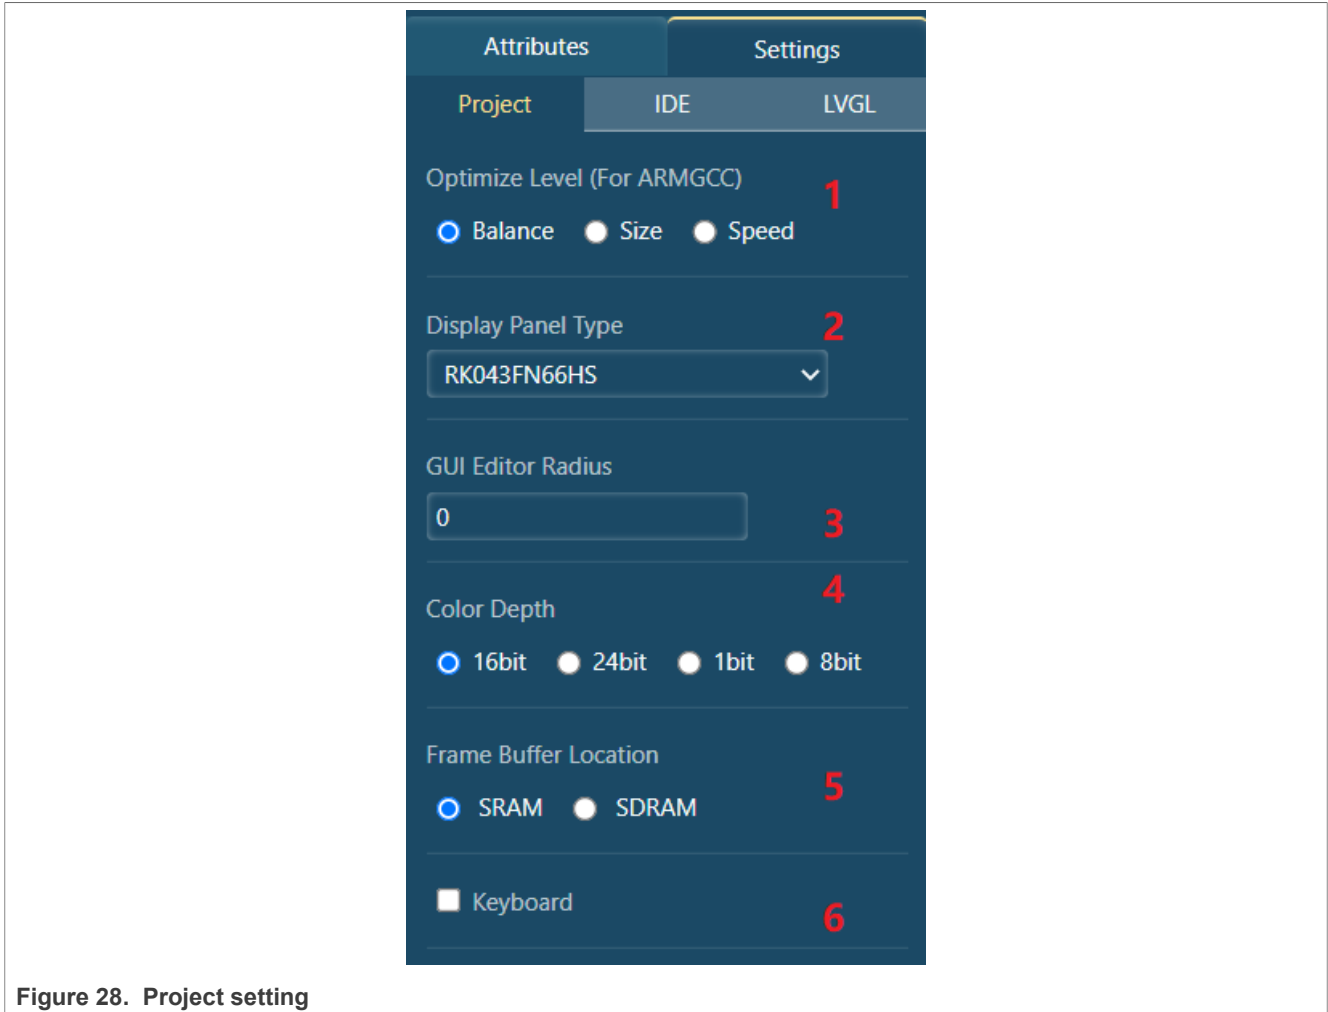 Attributes Settings
Project IDE LVGL
Optimize Level (For ARMGCC) 1
Balance Size Speed
Display Panel Type 2
RK043FN66HS
GUI Editor Radius
0 3
4
Color Depth
16bit 24bit 1bit 8bit
Frame Buffer Location
5
SRAM SDRAM
Keyboard 6
Figure 28. Project setting